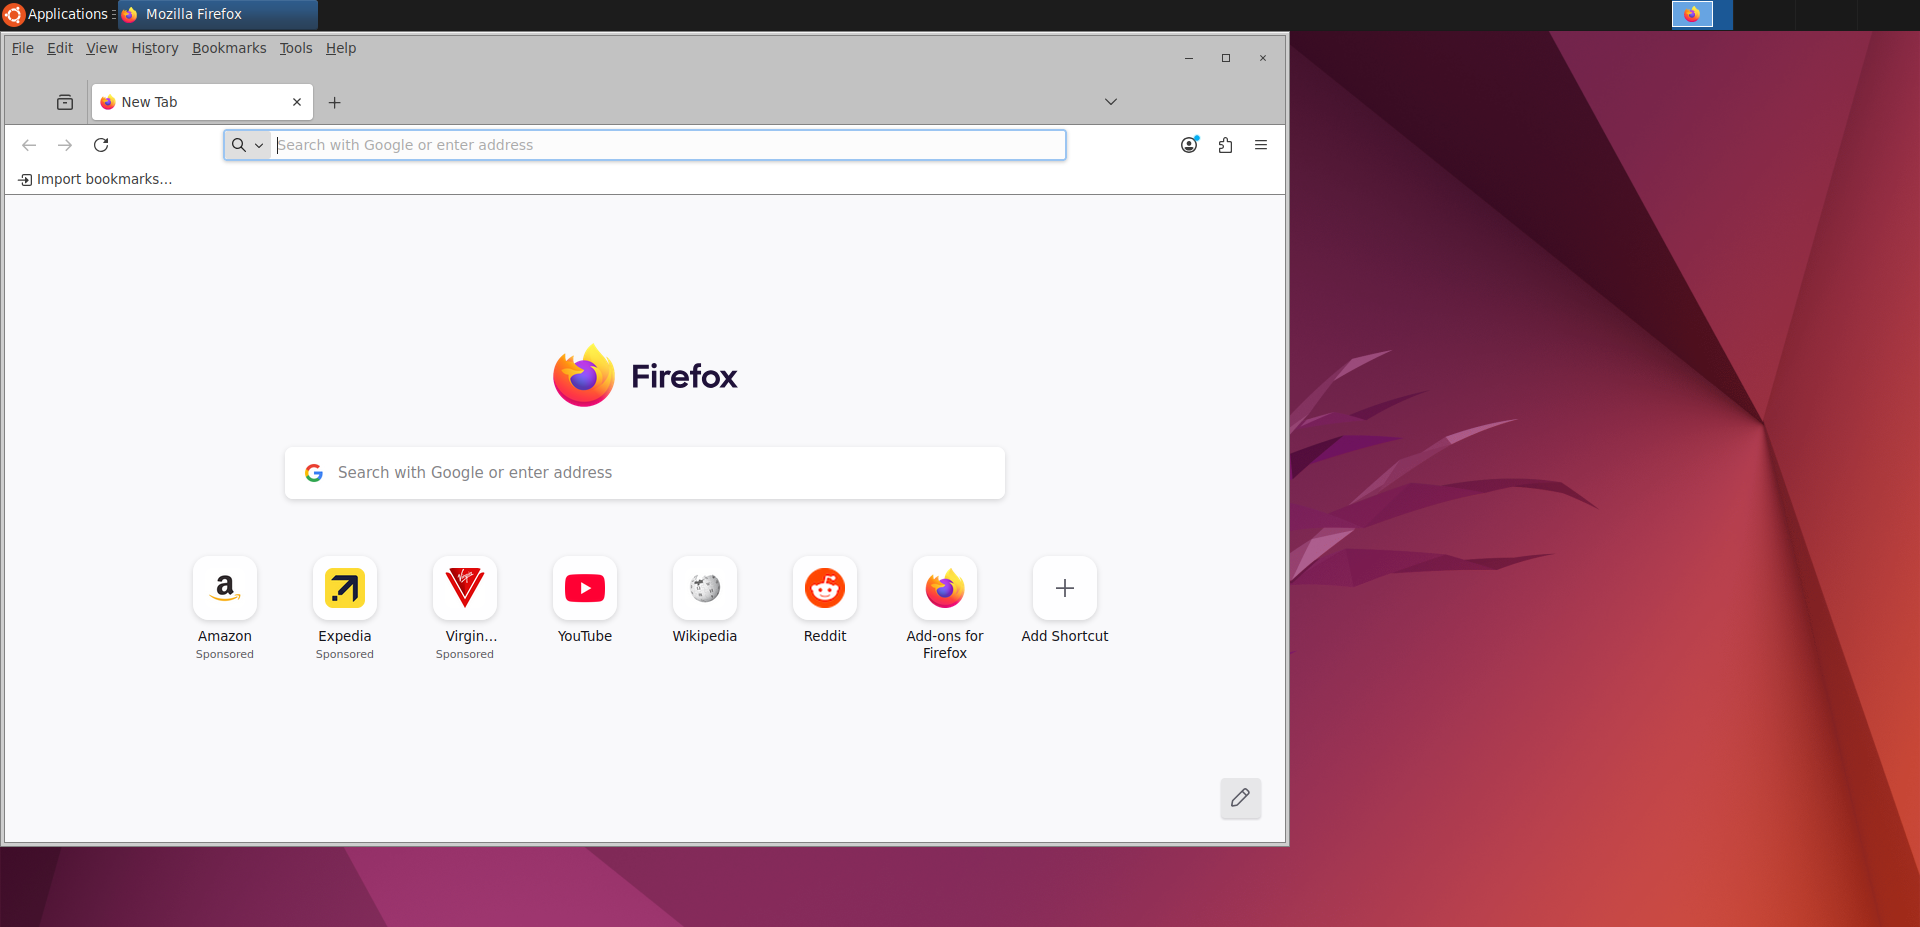 Applications
Mozilla Firefox
File Edit View History Bookmarks Tools Help
New Tab
Search with Google or enter address
Import bookmarks...
Firefox
Search with Google or enter address
Amazon
Sponsored
Expedia
Sponsored
Virgin
Virgin...
Sponsored
YouTube
Wikipedia
Reddit
Add-ons for
Firefox
Add Shortcut